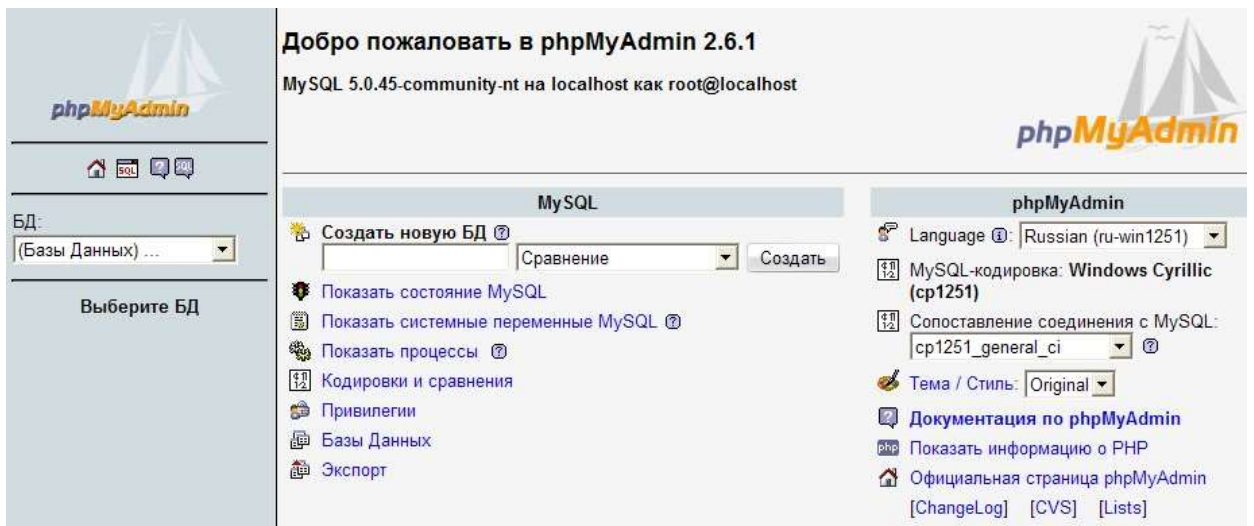 phpMyAdmin
SQL ? SQL
БД:
(Базы Данных) ...
Выберите БД
Добро пожаловать в phpMyAdmin 2.6.1
MySQL 5.0.45-community-nt на localhost как root@localhost
phpMyAdmin
MySQL
Создать новую БД ?
Сравнение Создать
Показать состояние MySQL
Показать системные переменные MySQL ?
Показать процессы ?
Кодировки и сравнения
Привилегии
Базы Данных
Экспорт
phpMyAdmin
Language i: Russian (ru-win1251)
MySQL-кодировка: Windows Cyrillic
(cp1251)
Сопоставление соединения с MySQL:
cp1251_general_ci ?
Тема / Стиль: Original
? Документация по phpMyAdmin
php Показать информацию о PHP
Официальная страница phpMyAdmin
[ChangeLog] [CVS] [Lists]